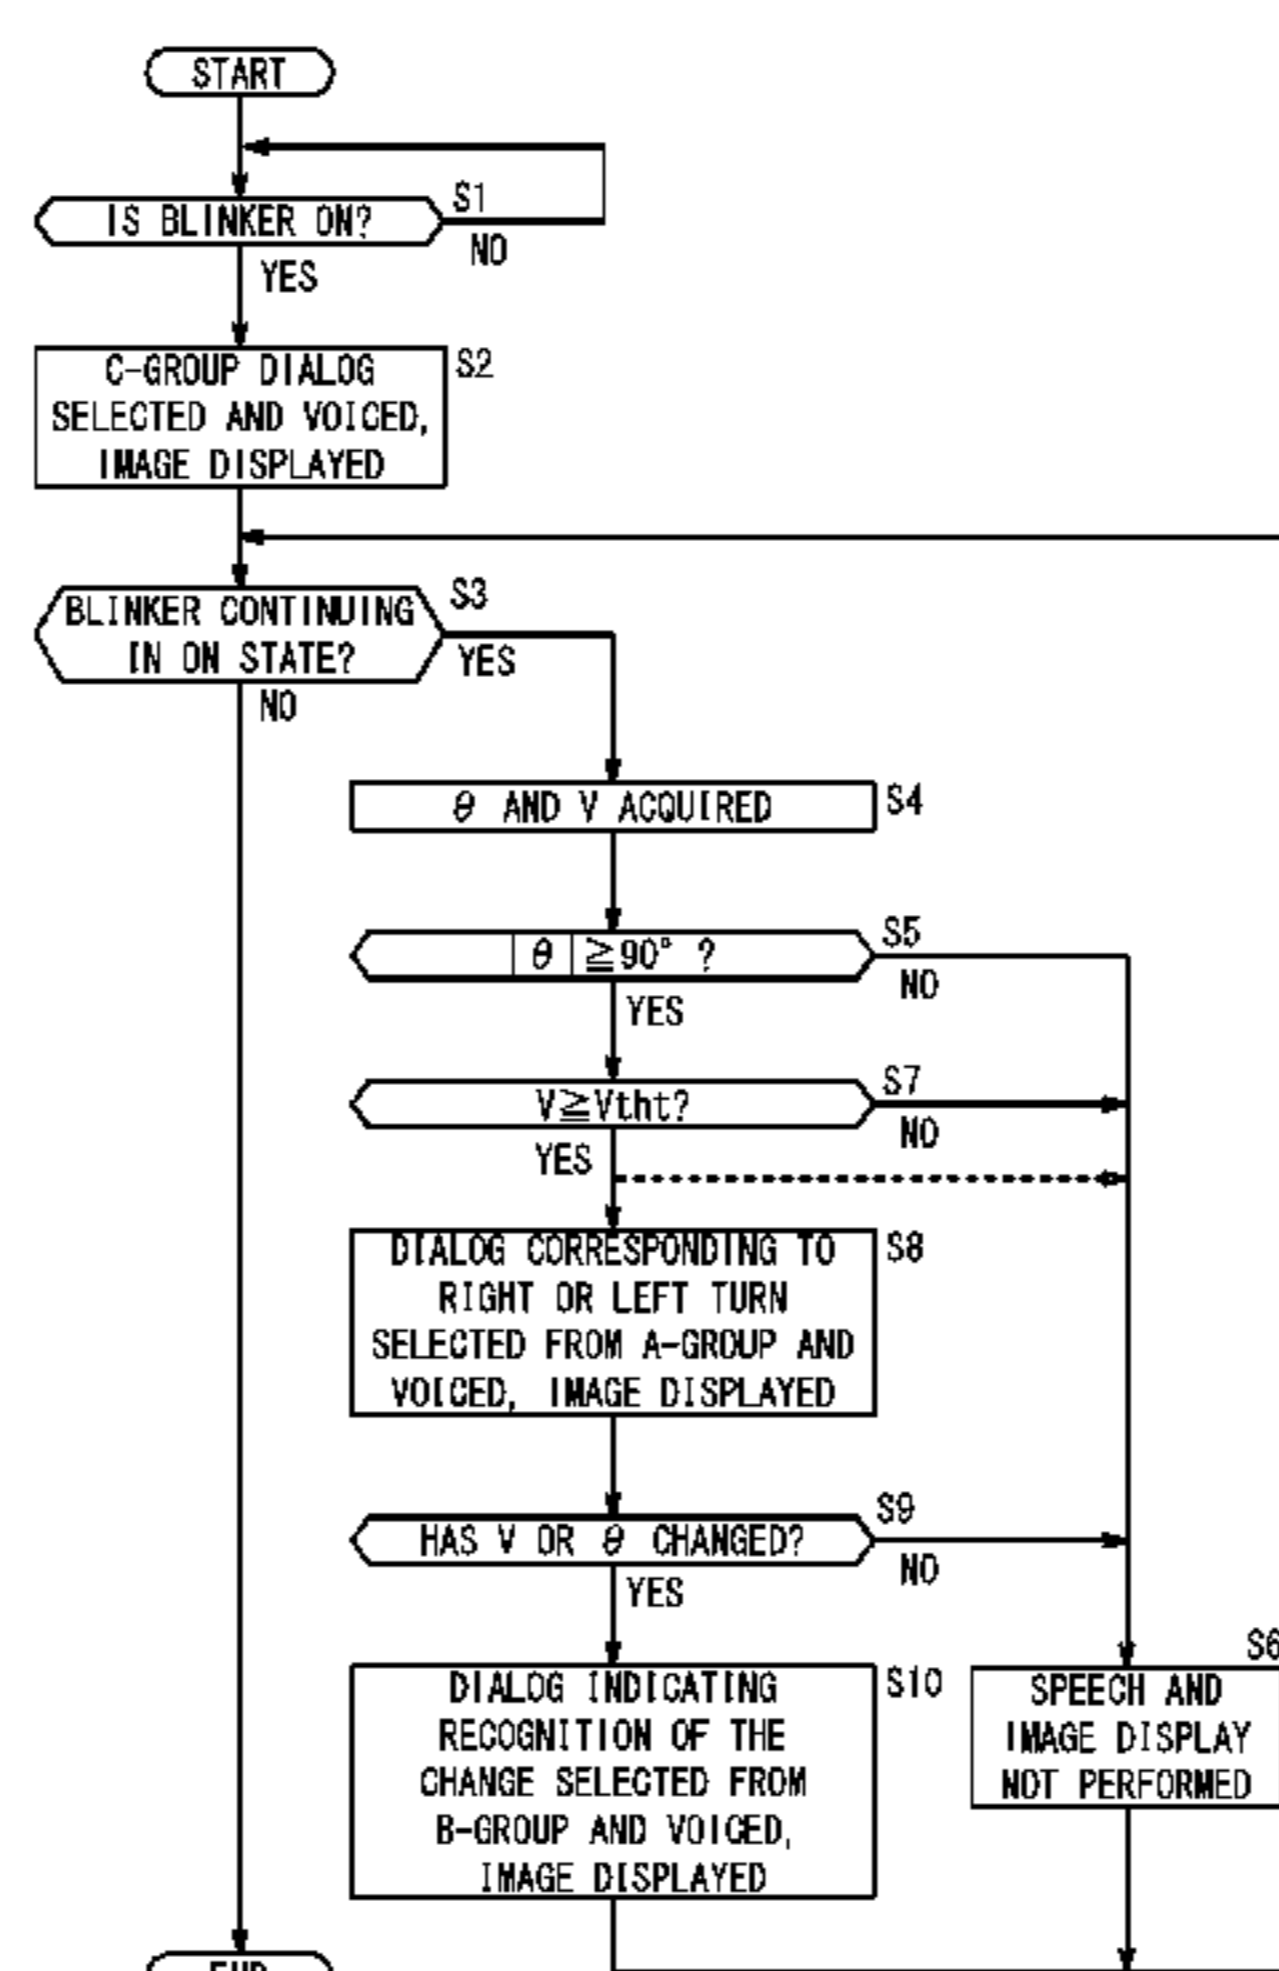 START
IS BLINKER ON?
S1
NO
YES
C-GROUP DIALOG
SELECTED AND VOICED,
IMAGE DISPLAYED
S2
BLINKER CONTINUING
IN ON STATE?
S3
YES
NO
θ AND V ACQUIRED
S4
|θ|≧90° ?
S5
NO
YES
V≧Vtht?
S7
NO
YES
DIALOG CORRESPONDING TO
RIGHT OR LEFT TURN
SELECTED FROM A-GROUP AND
VOICED, IMAGE DISPLAYED
S8
HAS V OR θ CHANGED?
S9
NO
YES
DIALOG INDICATING
RECOGNITION OF THE
CHANGE SELECTED FROM
B-GROUP AND VOICED,
IMAGE DISPLAYED
S10
S6
SPEECH AND
IMAGE DISPLAY
NOT PERFORMED
END